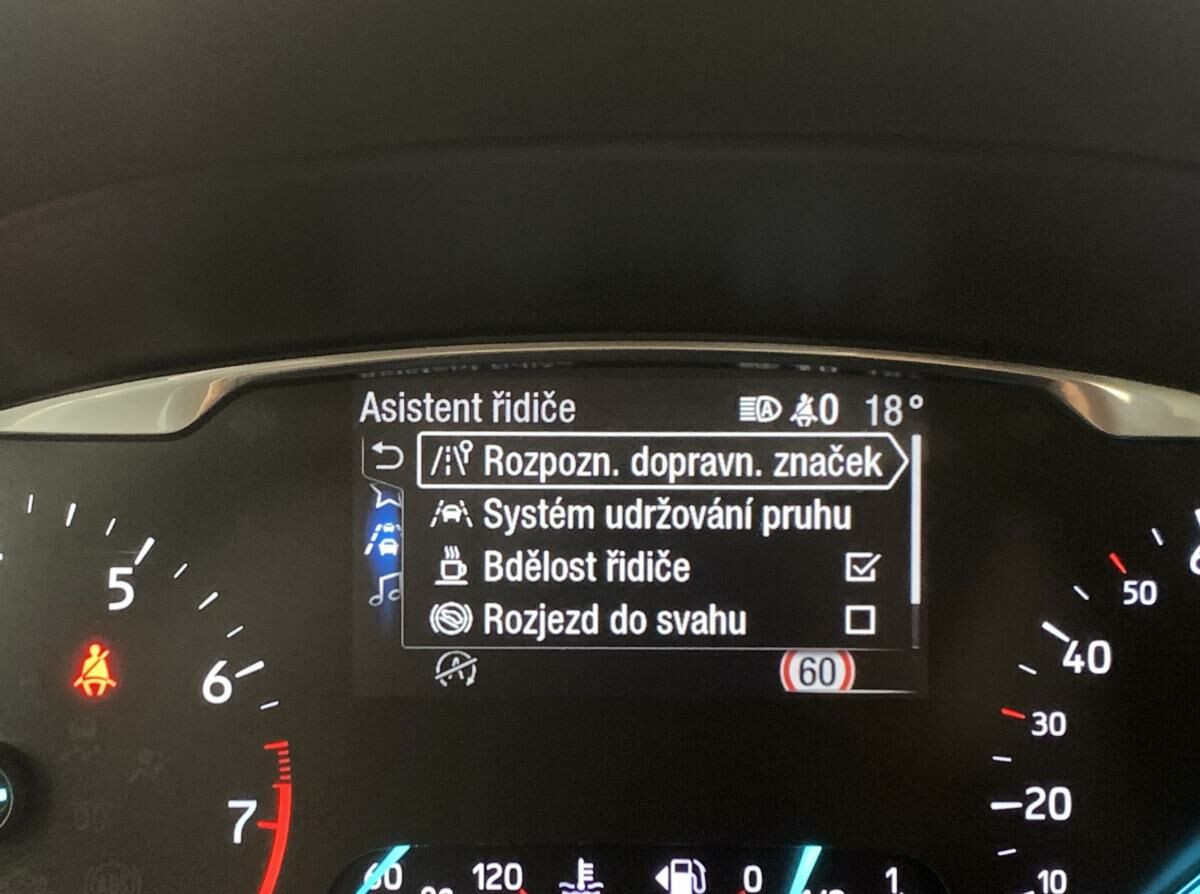 Asistent řidiče A 0 18°
Rozpozn. dopravn. značek
Systém udržování pruhu
Bdělost řidiče
Rozjezd do svahu
A 60
5
6
7
50
40
30
20
10
60 120 0 1